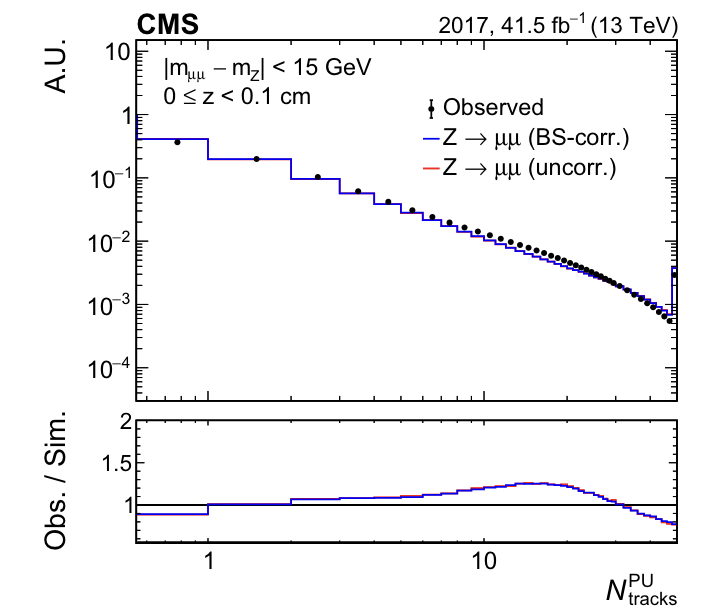 CMS 2017, 41.5 fb⁻¹ (13 TeV)
A.U.
10
1
10⁻¹
10⁻²
10⁻³
10⁻⁴
|m_μμ − m_Z| < 15 GeV
0 ≤ z < 0.1 cm
Observed
Z → μμ (BS-corr.)
Z → μμ (uncorr.)
Obs. / Sim.
2
1.5
1
1 10
N^PU_tracks